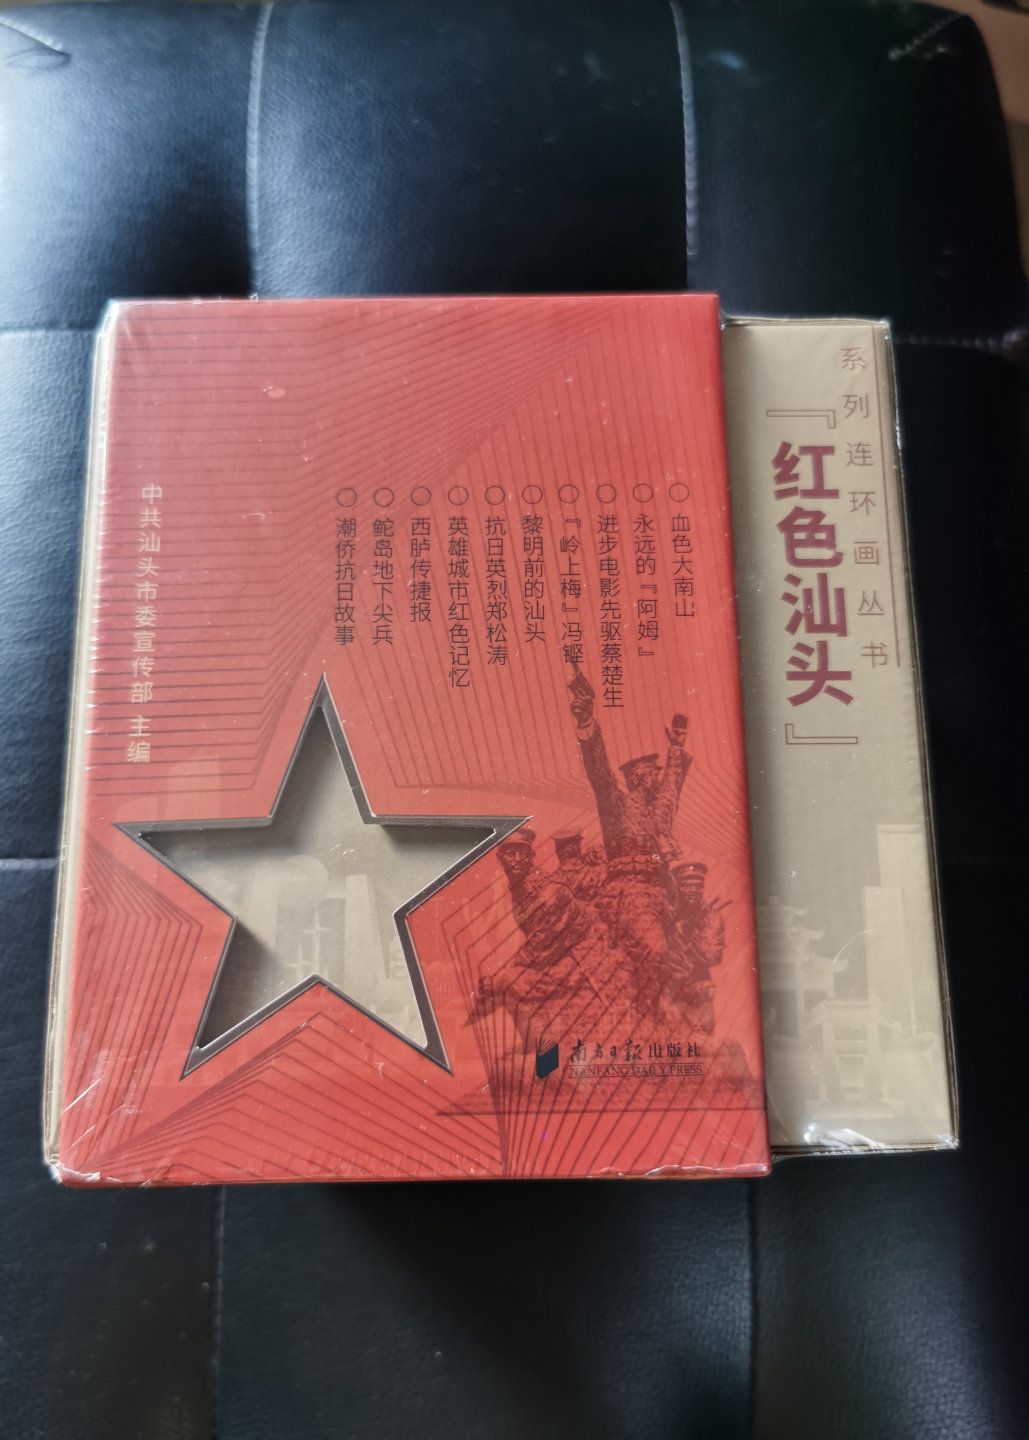 『红色汕头』
系列连环画丛书
○ 血色大南山
○ 永远的『阿姆』
○ 进步电影先驱蔡楚生
○ 『岭上梅』冯铿
○ 黎明前的汕头
○ 抗日英烈郑松涛
○ 英雄城市红色记忆
○ 西胪传捷报
○ 鮀岛地下尖兵
○ 潮侨抗日故事
中共汕头市委宣传部 主编
南方日报出版社
NANFANG DAILY PRESS